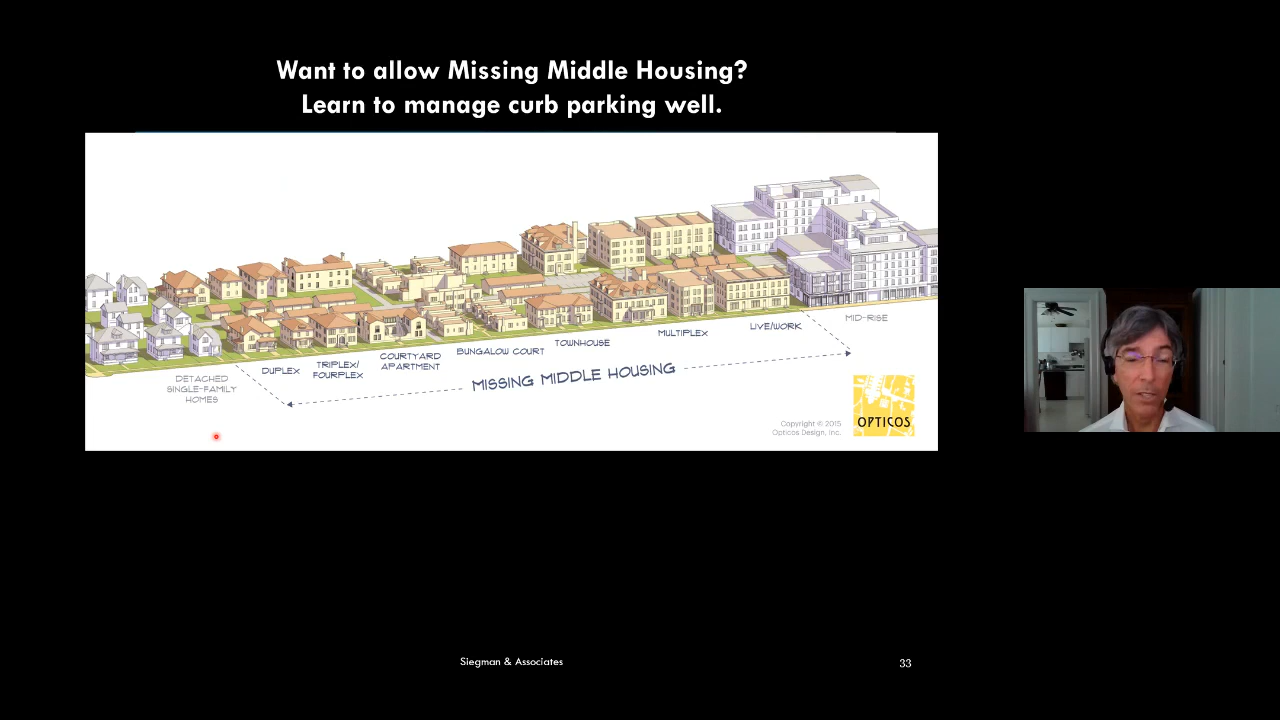 Want to allow Missing Middle Housing?
Learn to manage curb parking well.
DETACHED
SINGLE-FAMILY
HOMES
DUPLEX
TRIPLEX/
FOURPLEX
COURTYARD
APARTMENT
BUNGALOW COURT
TOWNHOUSE
MULTIPLEX
LIVE/WORK
MID-RISE
MISSING MIDDLE HOUSING
Copyright © 2015
Opticos Design, Inc.
OPTICOS
Siegman & Associates
33